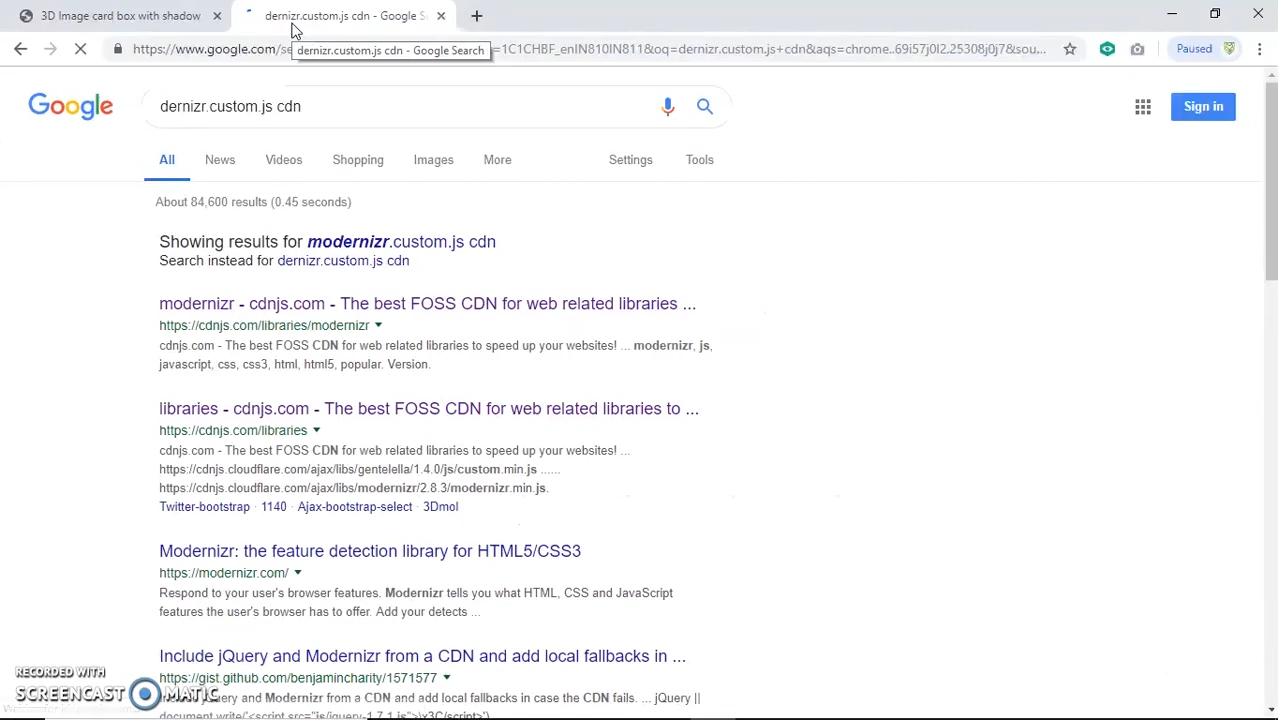 3D Image card box with shadow
dernizr.custom.js cdn - Google S
https://www.google.com/se
=1C1CHBF_enIN810IN811&oq=dernizr.custom.js+cdn&aqs=chrome..69i57j0l2.25308j0j7&sou...
Paused
dernizr.custom.js cdn - Google Search
Google
dernizr.custom.js cdn
Sign in
All
News
Videos
Shopping
Images
More
Settings
Tools
About 84,600 results (0.45 seconds)
Showing results for modernizr.custom.js cdn
Search instead for dernizr.custom.js cdn
modernizr - cdnjs.com - The best FOSS CDN for web related libraries ...
https://cdnjs.com/libraries/modernizr
cdnjs.com - The best FOSS CDN for web related libraries to speed up your websites! ... modernizr, js,
javascript, css, css3, html, html5, popular. Version.
libraries - cdnjs.com - The best FOSS CDN for web related libraries to ...
https://cdnjs.com/libraries
cdnjs.com - The best FOSS CDN for web related libraries to speed up your websites! ...
https://cdnjs.cloudflare.com/ajax/libs/gentelella/1.4.0/js/custom.min.js ......
https://cdnjs.cloudflare.com/ajax/libs/modernizr/2.8.3/modernizr.min.js.
Twitter-bootstrap · 1140 · Ajax-bootstrap-select · 3Dmol
Modernizr: the feature detection library for HTML5/CSS3
https://modernizr.com/
Respond to your user's browser features. Modernizr tells you what HTML, CSS and JavaScript
features the user's browser has to offer. Add your detects ...
Include jQuery and Modernizr from a CDN and add local fallbacks in ...
https://gist.github.com/benjamincharity/1571577
jQuery and Modernizr from a CDN and add local fallbacks in case the CDN fails. ... jQuery ||
document.write('<script src="js/jquery-1.7.1.js">\x3C/script>')
RECORDED WITH
SCREENCAST MATIC